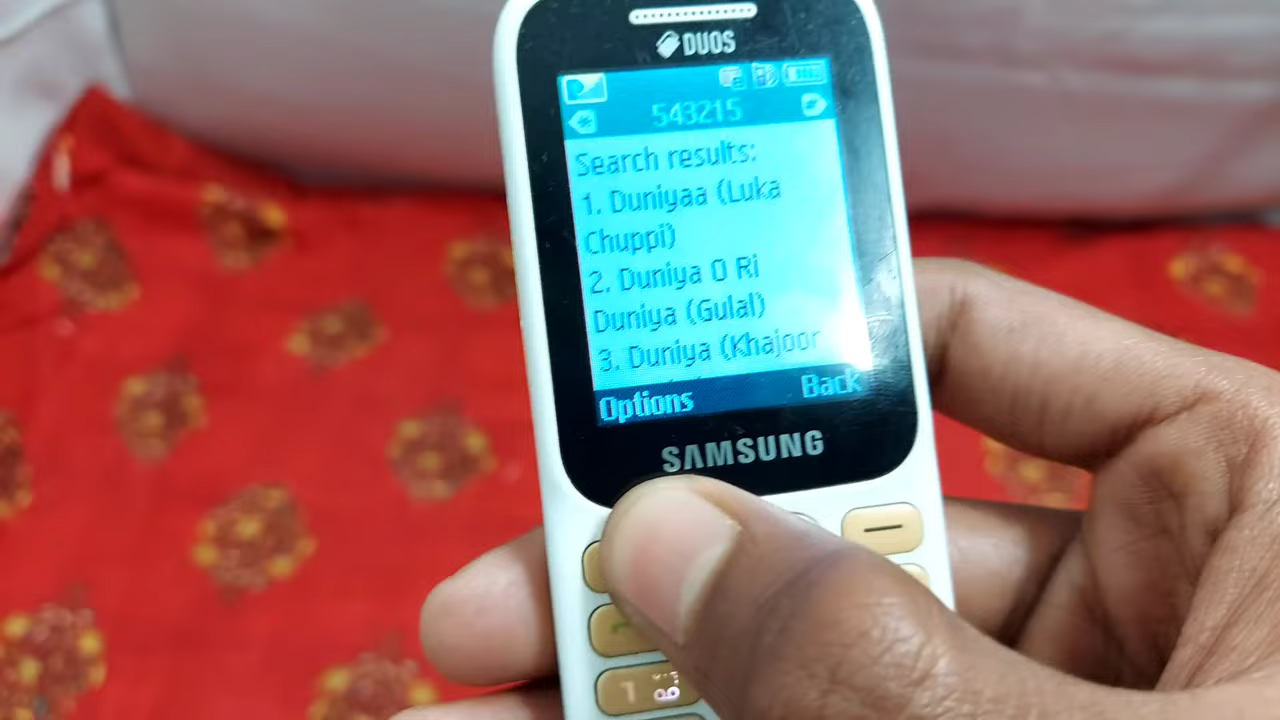 DUOS
543215
Search results:
1. Duniyaa (Luka
Chuppi)
2. Duniya O Ri
Duniya (Gulal)
3. Duniya (Khajoor
Options Back
SAMSUNG
1